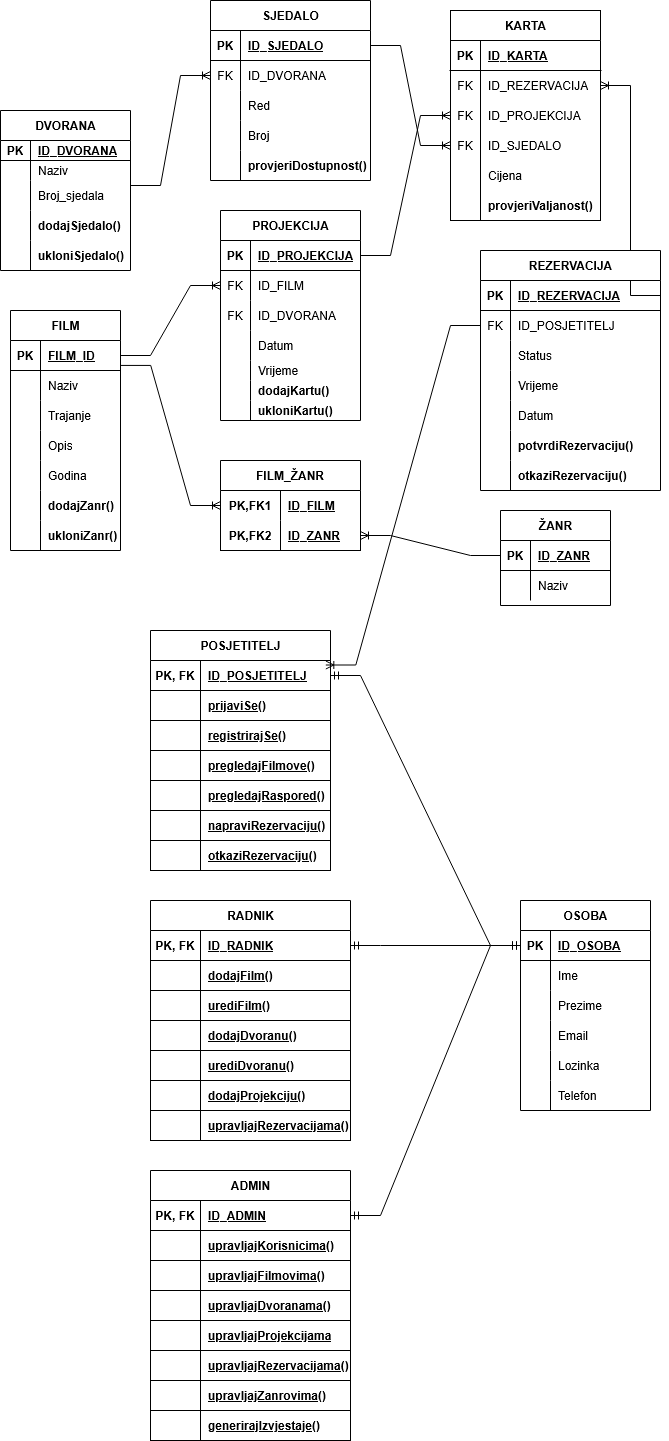 SJEDALO
PK ID_SJEDALO
FK ID_DVORANA
Red
Broj
provjeriDostupnost()
KARTA
PK ID_KARTA
FK ID_REZERVACIJA
FK ID_PROJEKCIJA
FK ID_SJEDALO
Cijena
provjeriValjanost()
DVORANA
PK ID_DVORANA
Naziv
Broj_sjedala
dodajSjedalo()
ukloniSjedalo()
PROJEKCIJA
PK ID_PROJEKCIJA
FK ID_FILM
FK ID_DVORANA
Datum
Vrijeme
dodajKartu()
ukloniKartu()
REZERVACIJA
PK ID_REZERVACIJA
FK ID_POSJETITELJ
Status
Vrijeme
Datum
potvrdiRezervaciju()
otkaziRezervaciju()
FILM
PK FILM_ID
Naziv
Trajanje
Opis
Godina
dodajZanr()
ukloniZanr()
FILM_ŽANR
PK,FK1 ID_FILM
PK,FK2 ID_ZANR
ŽANR
PK ID_ZANR
Naziv
POSJETITELJ
PK, FK ID_POSJETITELJ
prijaviSe()
registrirajSe()
pregledajFilmove()
pregledajRaspored()
napraviRezervaciju()
otkaziRezervaciju()
RADNIK
PK, FK ID_RADNIK
dodajFilm()
urediFilm()
dodajDvoranu()
urediDvoranu()
dodajProjekciju()
upravljajRezervacijama()
OSOBA
PK ID_OSOBA
Ime
Prezime
Email
Lozinka
Telefon
ADMIN
PK, FK ID_ADMIN
upravljajKorisnicima()
upravljajFilmovima()
upravljajDvoranama()
upravljajProjekcijama
upravljajRezervacijama()
upravljajZanrovima()
generirajIzvjestaje()